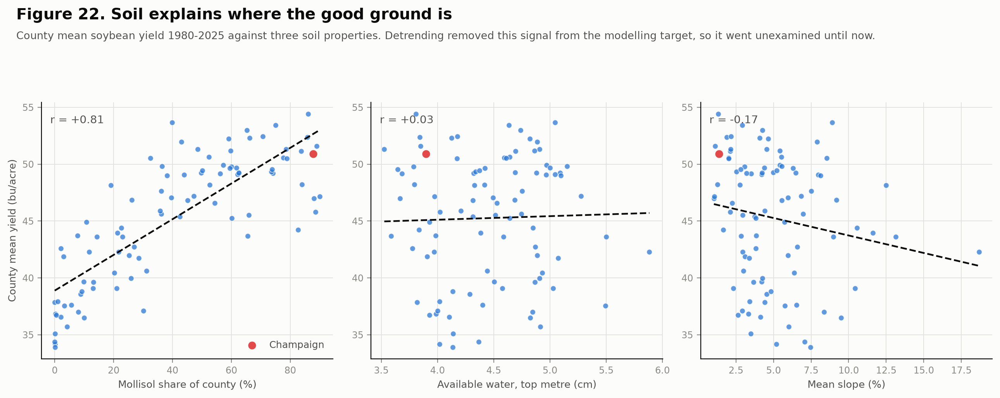 Figure 22. Soil explains where the good ground is
County mean soybean yield 1980-2025 against three soil properties. Detrending removed this signal from the modelling target, so it went unexamined until now.
County mean yield (bu/acre)
55
50
45
40
35
r = +0.81
Champaign
0 20 40 60 80
Mollisol share of county (%)
55
50
45
40
35
r = +0.03
3.5 4.0 4.5 5.0 5.5 6.0
Available water, top metre (cm)
55
50
45
40
35
r = -0.17
2.5 5.0 7.5 10.0 12.5 15.0 17.5
Mean slope (%)